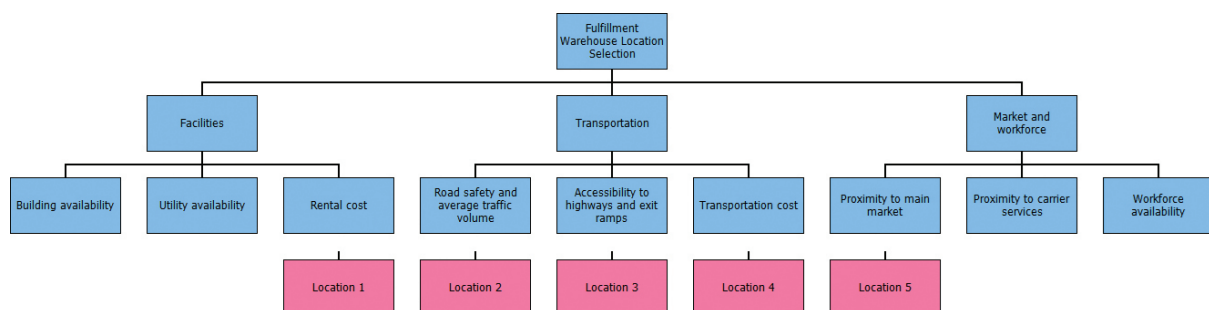 Fulfillment
Warehouse Location
Selection
Facilities
Transportation
Market and
workforce
Building availability
Utility availability
Rental cost
Road safety and
average traffic
volume
Accessibility to
highways and exit
ramps
Transportation cost
Proximity to main
market
Proximity to carrier
services
Workforce
availability
Location 1
Location 2
Location 3
Location 4
Location 5